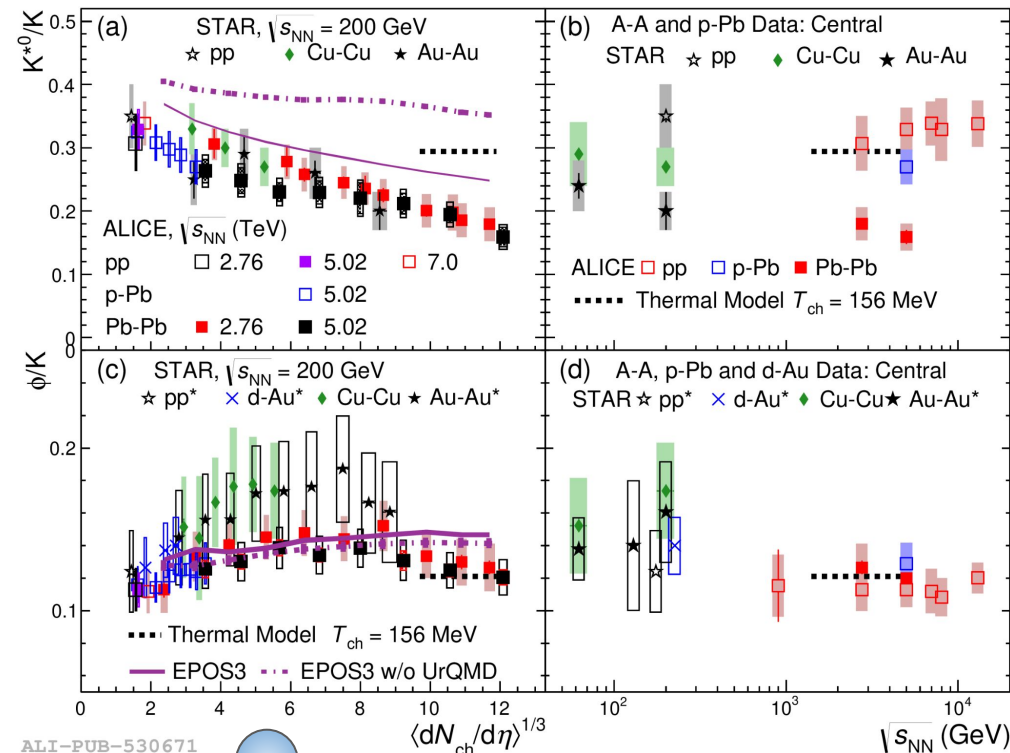 (a) STAR, √sNN = 200 GeV
☆ pp ♦ Cu-Cu ★ Au-Au
K*0/K
0.5
0.4
0.3
0.2
0.1
0
ALICE, √sNN (TeV)
pp 2.76 5.02 7.0
p-Pb 5.02
Pb-Pb 2.76 5.02
(b) A-A and p-Pb Data: Central
STAR ☆ pp ♦ Cu-Cu ★ Au-Au
ALICE □ pp □ p-Pb ■ Pb-Pb
Thermal Model Tch = 156 MeV
(c) STAR, √sNN = 200 GeV
☆ pp* × d-Au* ♦ Cu-Cu ★ Au-Au*
ϕ/K
0
0.2
0.1
Thermal Model Tch = 156 MeV
EPOS3 EPOS3 w/o UrQMD
0 2 4 6 8 10 12
⟨dNch/dη⟩1/3
(d) A-A, p-Pb and d-Au Data: Central
STAR ☆ pp* × d-Au* ♦ Cu-Cu ★ Au-Au*
10² 10³ 10⁴
√sNN (GeV)
ALI-PUB-530671